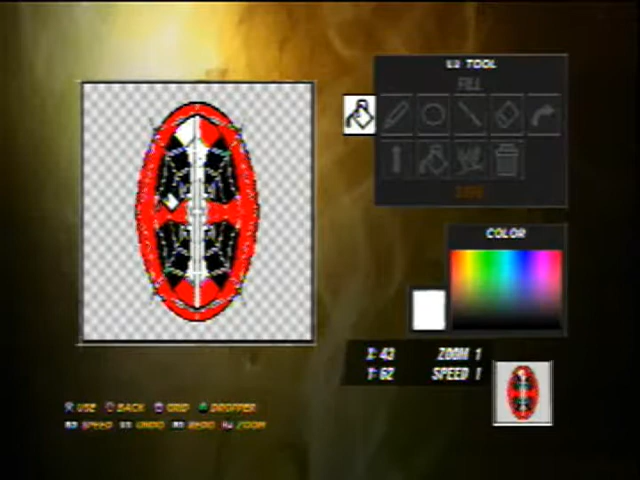 TOOL
FILL
COLOR
X: 43 ZOOM 1
Y: 62 SPEED 1
USE BACK GRID DROPPER
SPEED UNDO REDO ZOOM